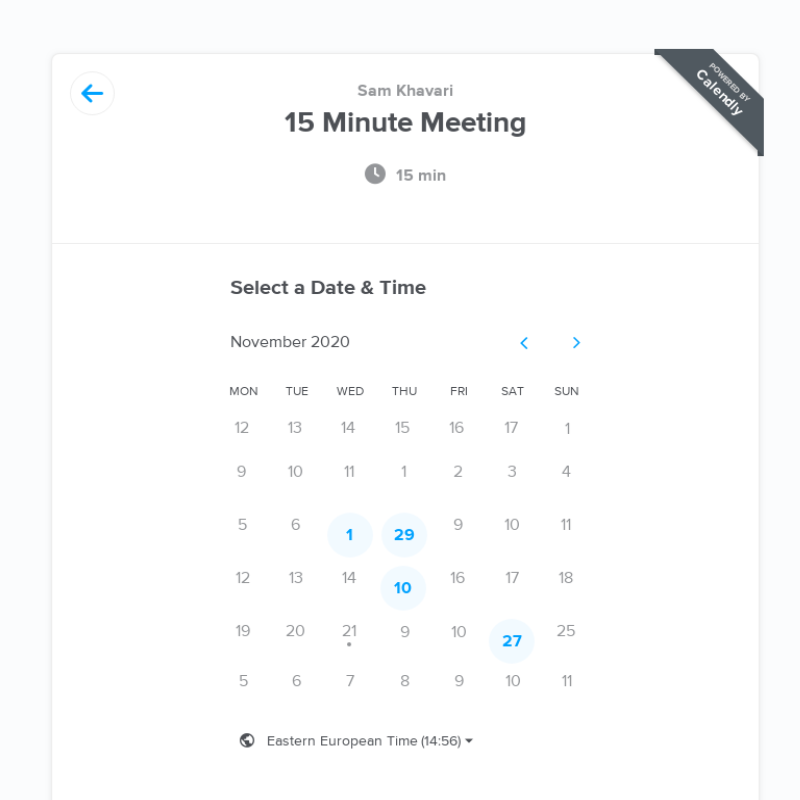 POWERED BY
Calendly
Sam Khavari
15 Minute Meeting
15 min
Select a Date & Time
November 2020
MON TUE WED THU FRI SAT SUN
12 13 14 15 16 17 1
9 10 11 1 2 3 4
5 6 1 29 9 10 11
12 13 14 10 16 17 18
19 20 21 9 10 27 25
5 6 7 8 9 10 11
Eastern European Time (14:56)